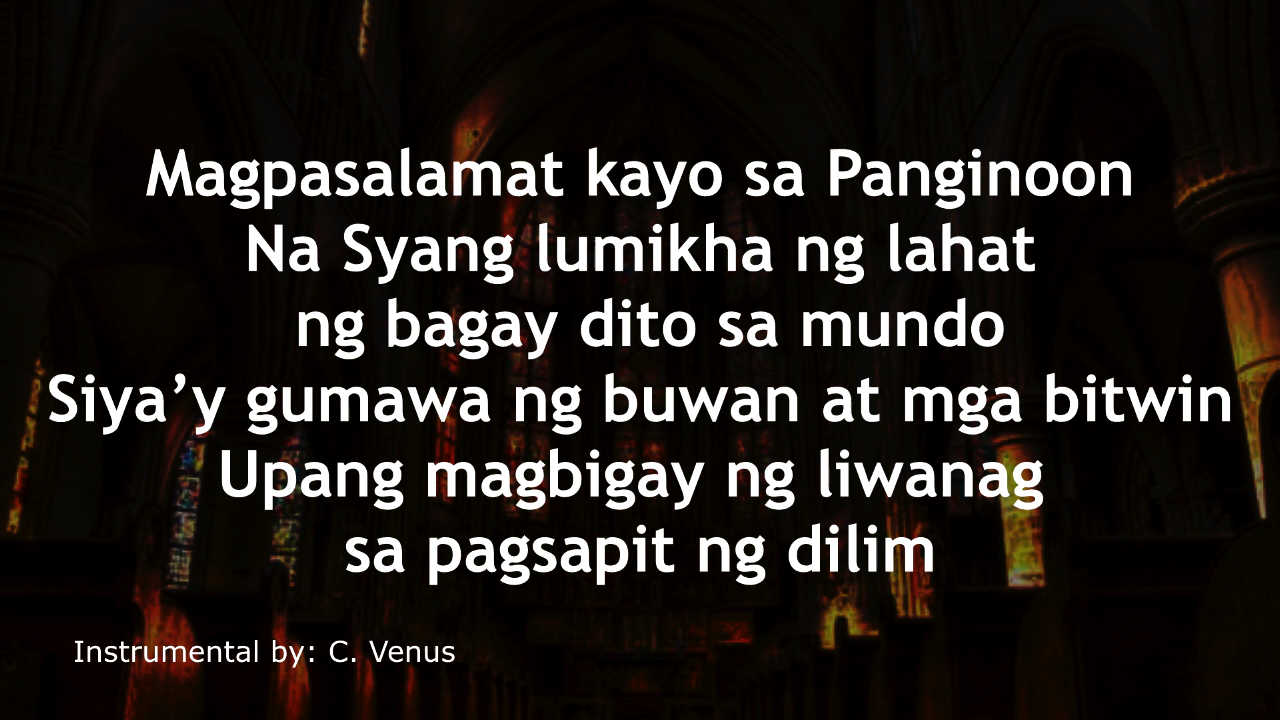 Magpasalamat kayo sa Panginoon
Na Syang lumikha ng lahat
ng bagay dito sa mundo
Siya’y gumawa ng buwan at mga bitwin
Upang magbigay ng liwanag
sa pagsapit ng dilim
Instrumental by: C. Venus